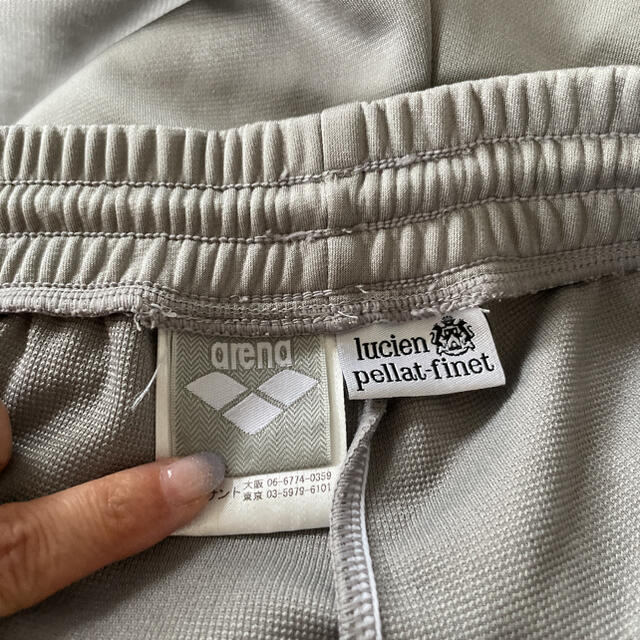 arena
lucien
pellat-finet
大阪 06-6774-0359
東京 03-5979-6101